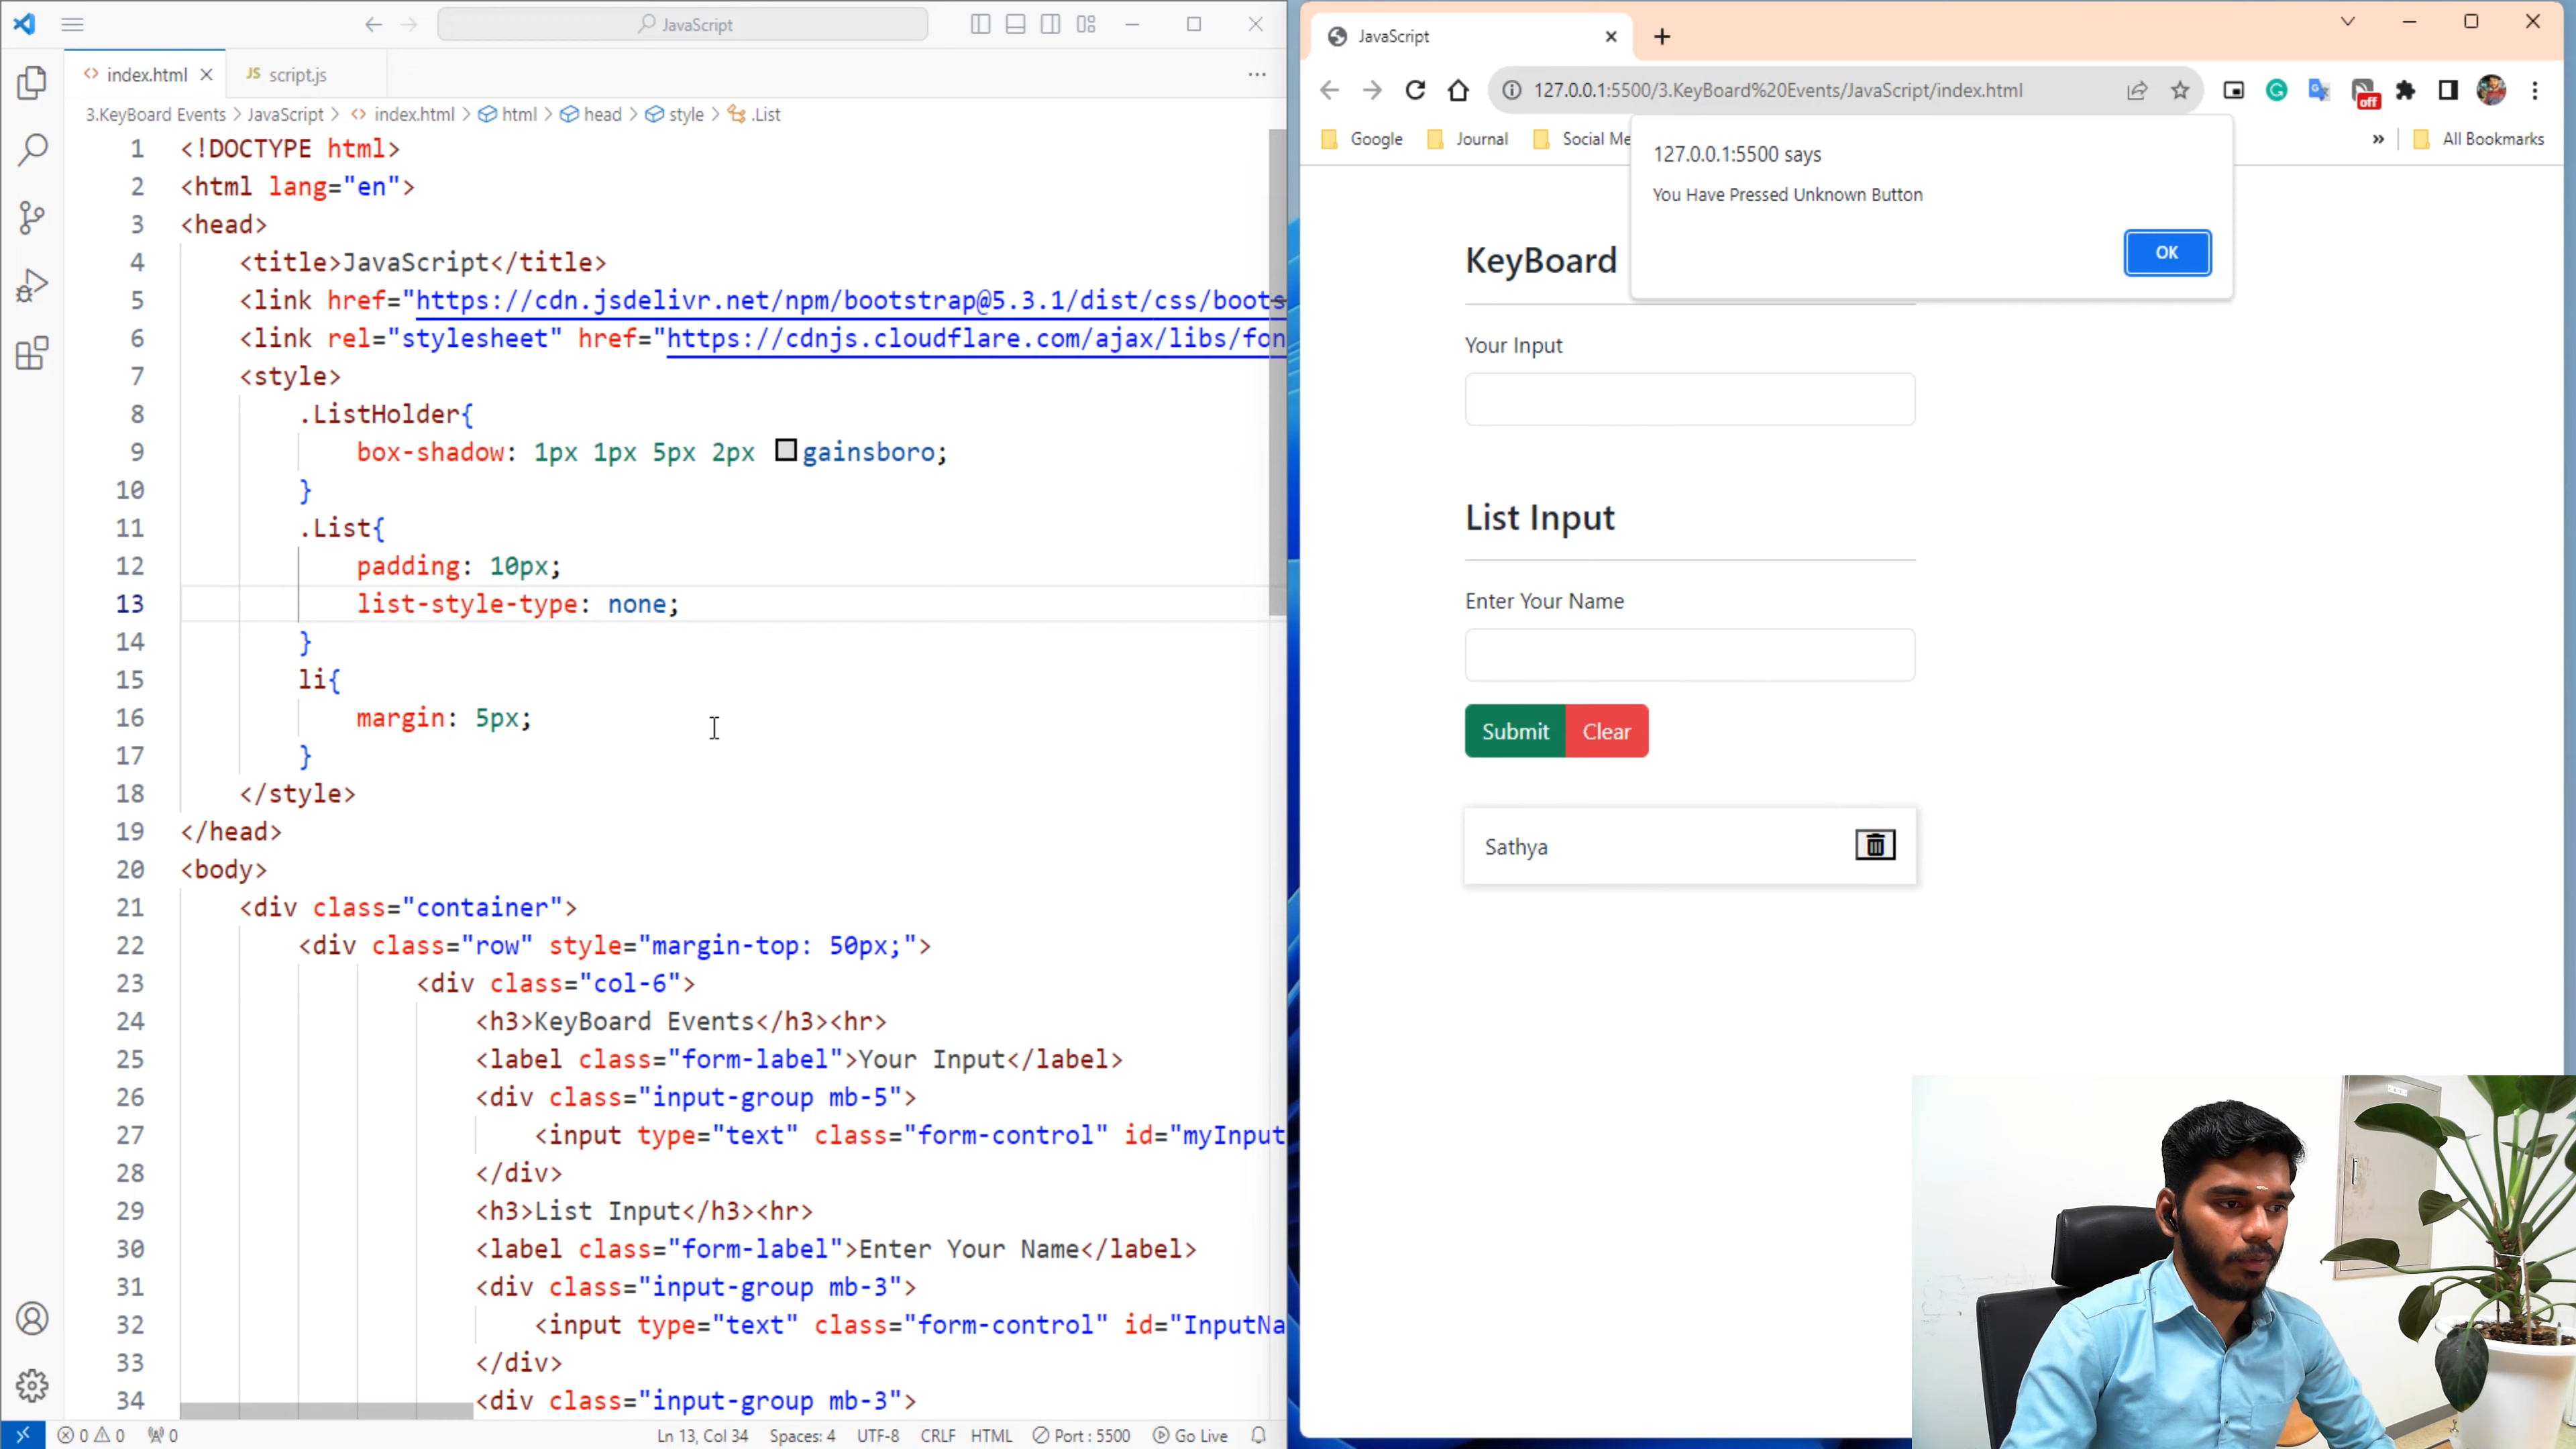 JavaScript
index.html
JS script.js
3.KeyBoard Events > JavaScript > index.html > html > head > style > .List
1 <!DOCTYPE html>
2 <html lang="en">
3 <head>
4 <title>JavaScript</title>
5 <link href="https://cdn.jsdelivr.net/npm/bootstrap@5.3.1/dist/css/boots
6 <link rel="stylesheet" href="https://cdnjs.cloudflare.com/ajax/libs/fon
7 <style>
8 .ListHolder{
9 box-shadow: 1px 1px 5px 2px gainsboro;
10 }
11 .List{
12 padding: 10px;
13 list-style-type: none;
14 }
15 li{
16 margin: 5px;
17 }
18 </style>
19 </head>
20 <body>
21 <div class="container">
22 <div class="row" style="margin-top: 50px;">
23 <div class="col-6">
24 <h3>KeyBoard Events</h3><hr>
25 <label class="form-label">Your Input</label>
26 <div class="input-group mb-5">
27 <input type="text" class="form-control" id="myInput
28 </div>
29 <h3>List Input</h3><hr>
30 <label class="form-label">Enter Your Name</label>
31 <div class="input-group mb-3">
32 <input type="text" class="form-control" id="InputNa
33 </div>
34 <div class="input-group mb-3">
0 0 0 Ln 13, Col 34 Spaces: 4 UTF-8 CRLF HTML Port : 5500 Go Live
JavaScript
127.0.0.1:5500/3.KeyBoard%20Events/JavaScript/index.html
off
Google Journal Social Me » All Bookmarks
127.0.0.1:5500 says
You Have Pressed Unknown Button
OK
KeyBoard
Your Input
List Input
Enter Your Name
Submit Clear
Sathya